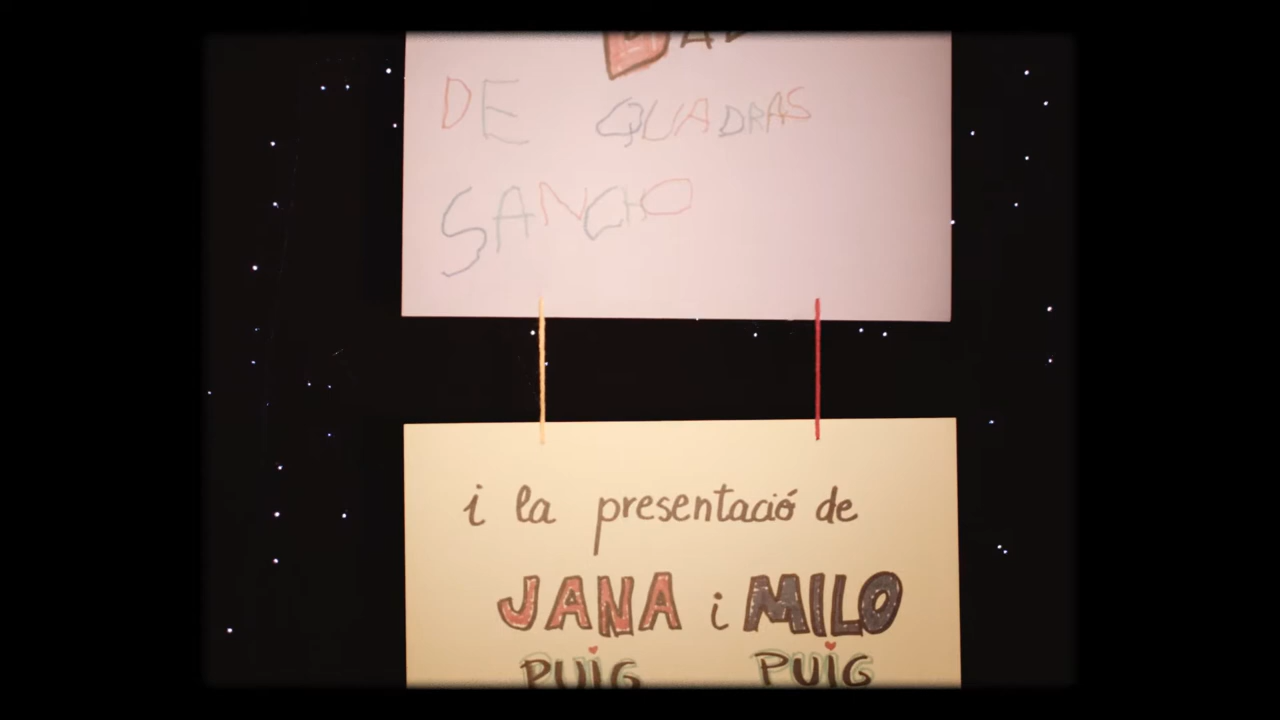 DE QUADRAS
SANCHO
i la presentació de
JANA i MILO
PUIG PUIG